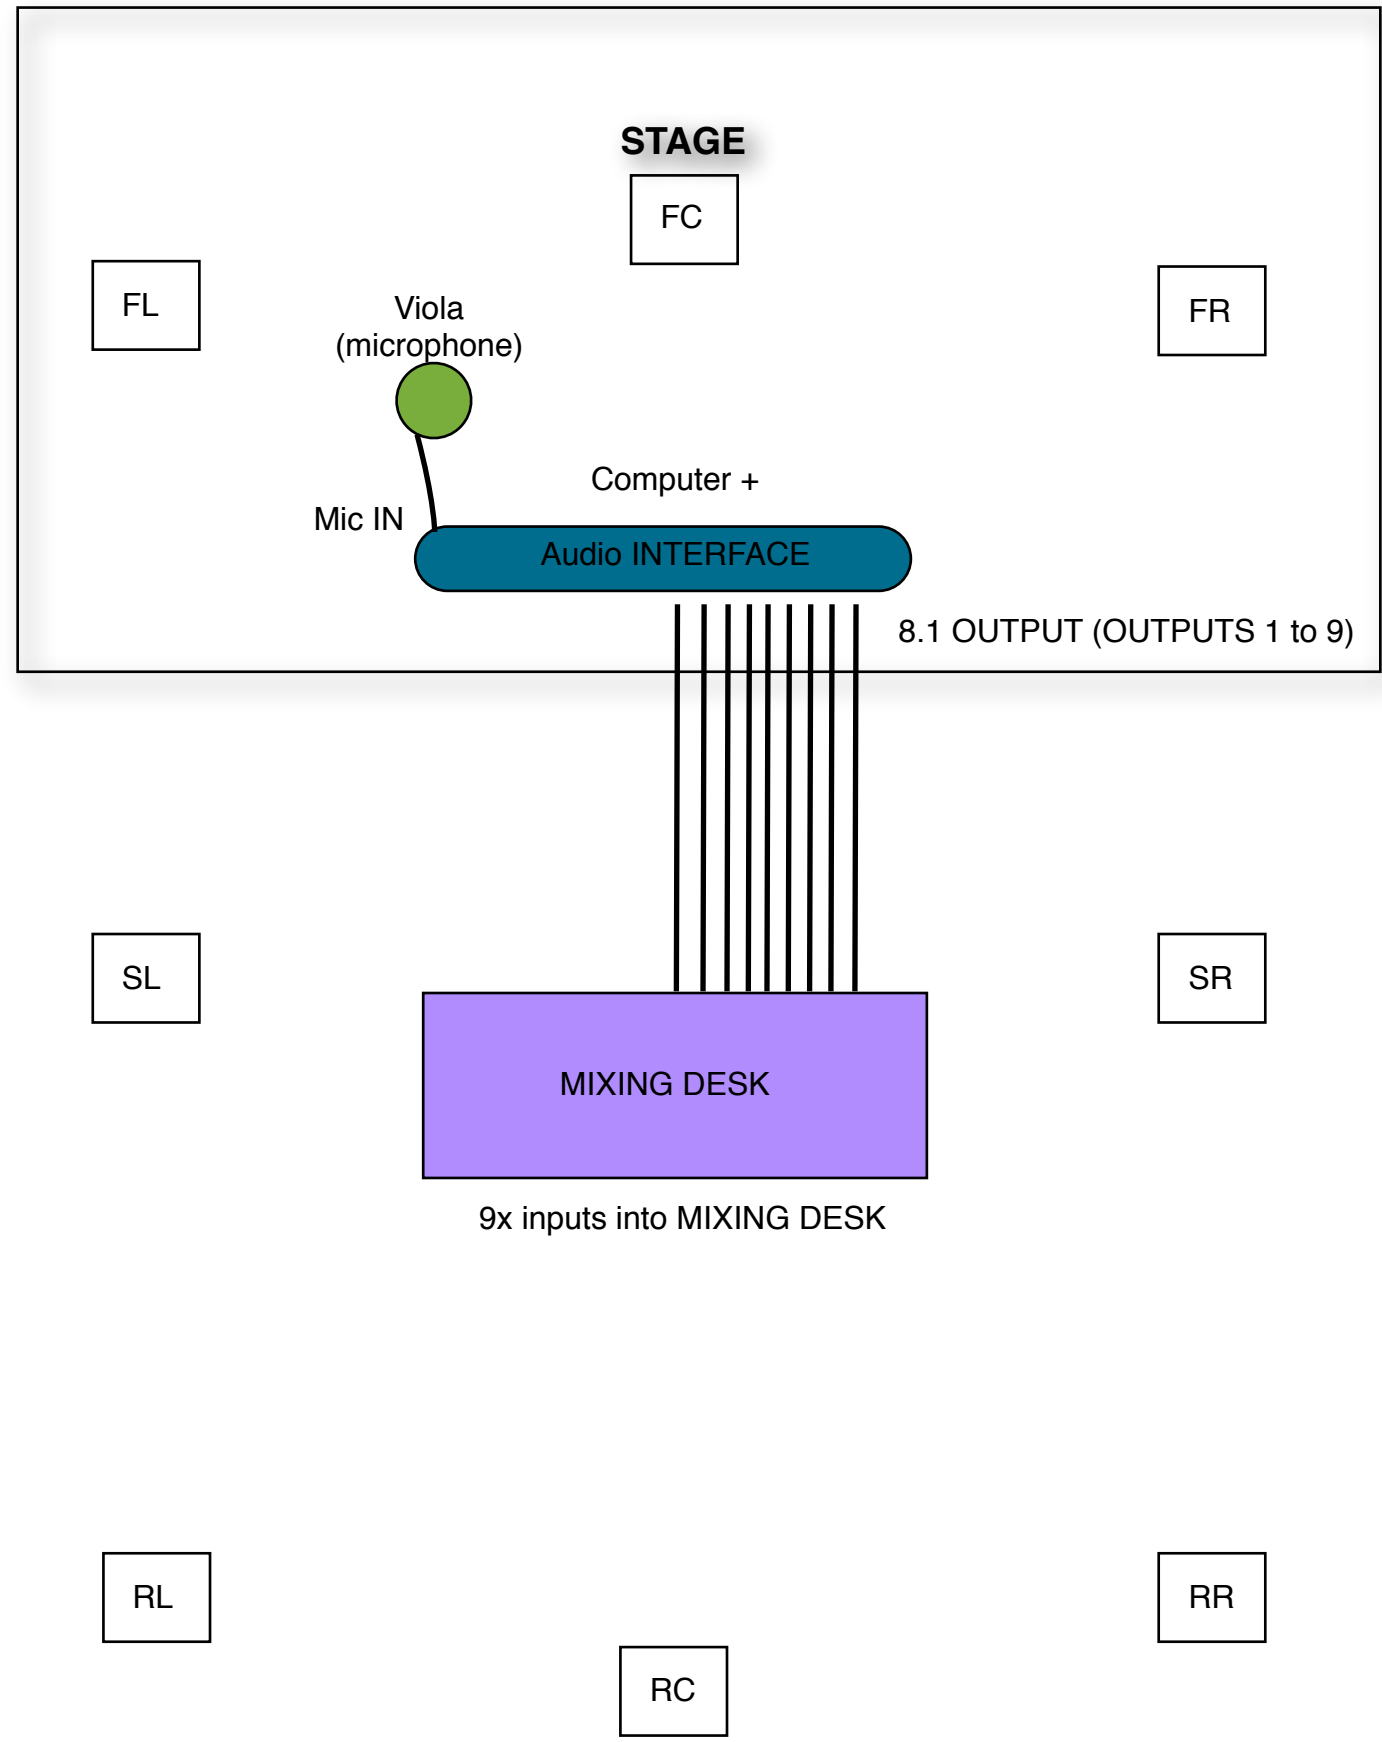 STAGE
FC
FL
FR
Viola
(microphone)
Computer +
Mic IN
Audio INTERFACE
8.1 OUTPUT (OUTPUTS 1 to 9)
SL
SR
MIXING DESK
9x inputs into MIXING DESK
RL
RR
RC